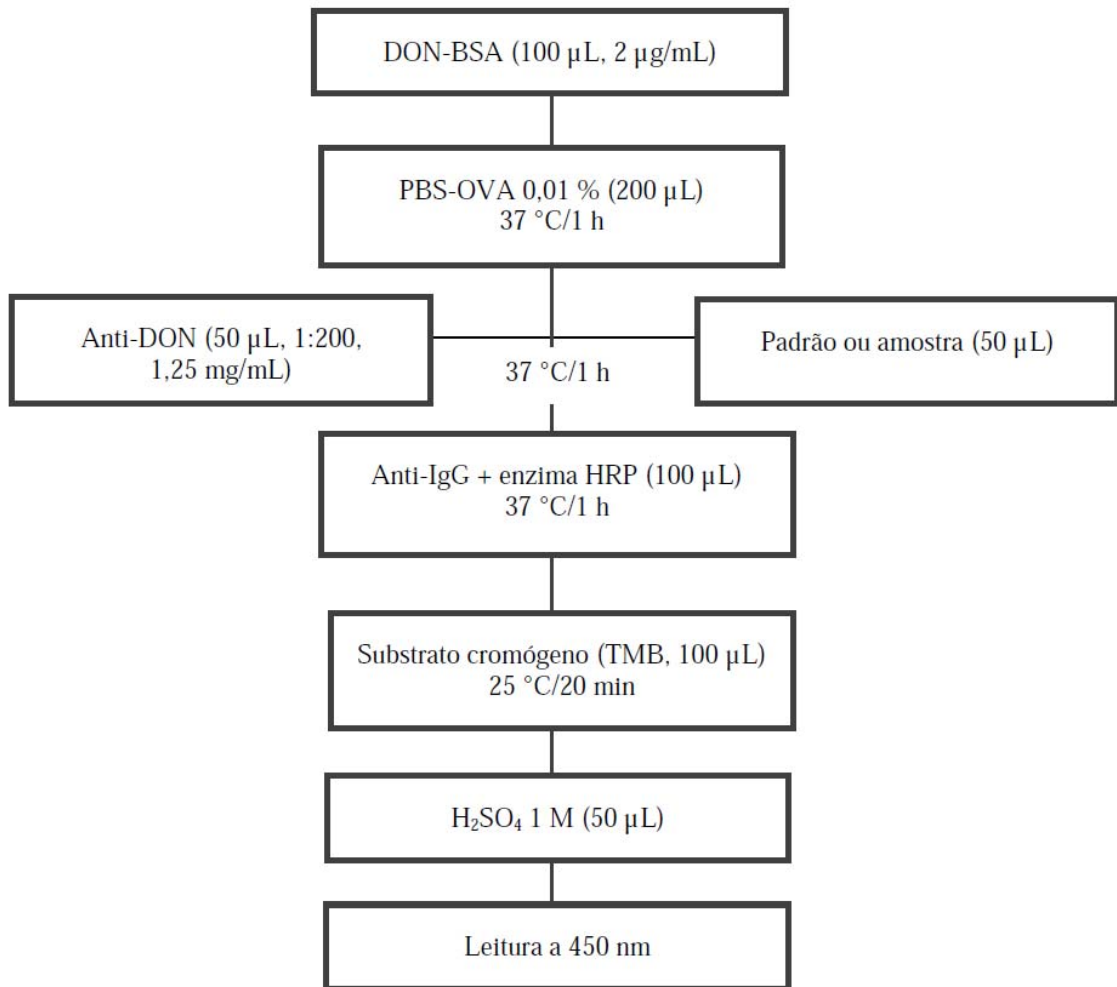 DON-BSA (100 µL, 2 µg/mL)
PBS-OVA 0,01 % (200 µL)
37 °C/1 h
Anti-DON (50 µL, 1:200,
1,25 mg/mL)
Padrão ou amostra (50 µL)
37 °C/1 h
Anti-IgG + enzima HRP (100 µL)
37 °C/1 h
Substrato cromógeno (TMB, 100 µL)
25 °C/20 min
H₂SO₄ 1 M (50 µL)
Leitura a 450 nm